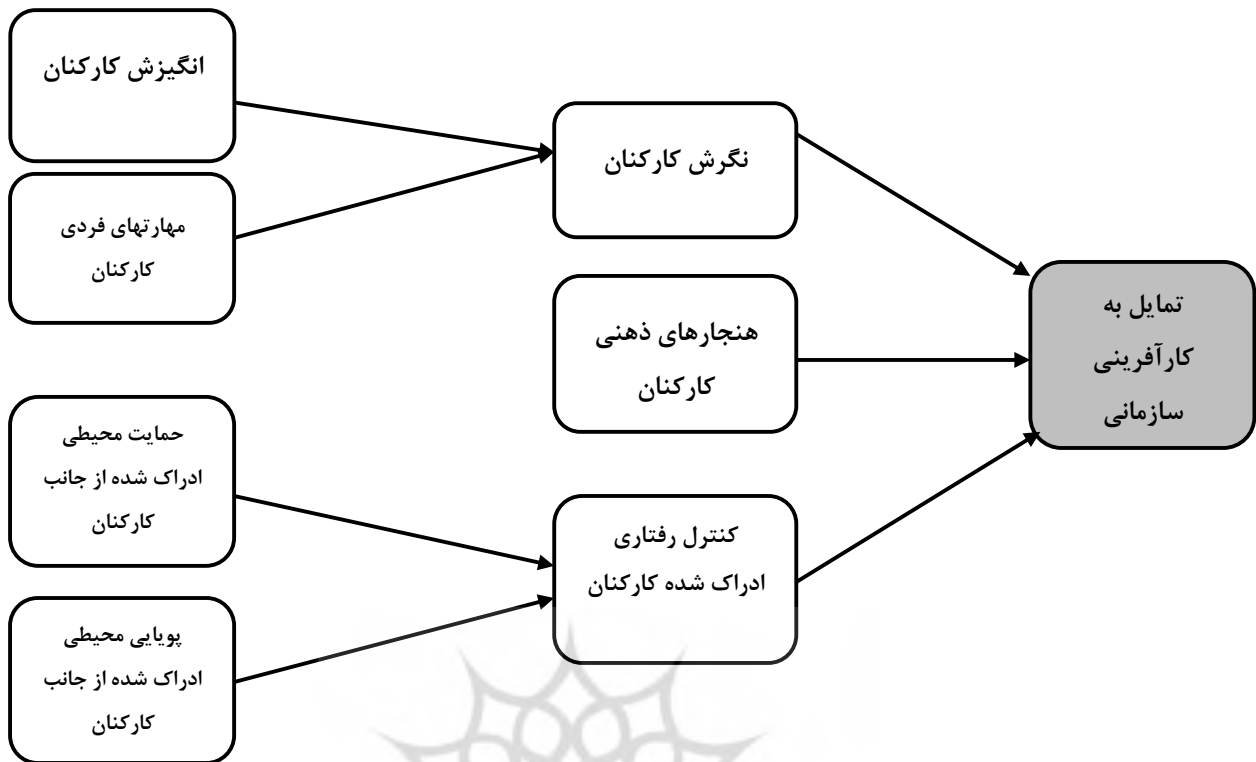 انگیزش کارکنان
مهارتهای فردی
کارکنان
حمایت محیطی
ادراک شده از جانب
کارکنان
پویایی محیطی
ادراک شده از جانب
کارکنان
نگرش کارکنان
هنجارهای ذهنی
کارکنان
کنترل رفتاری
ادراک شده کارکنان
تمایل به
کارآفرینی
سازمانی